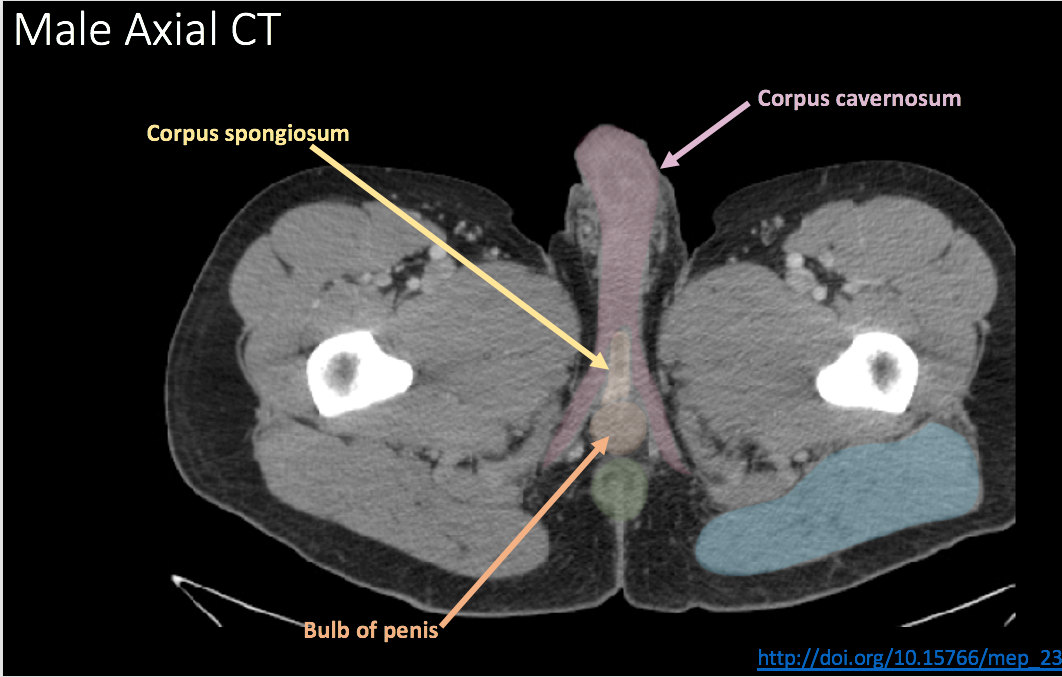 Male Axial CT
Corpus cavernosum
Corpus spongiosum
Bulb of penis
http://doi.org/10.15766/mep_23